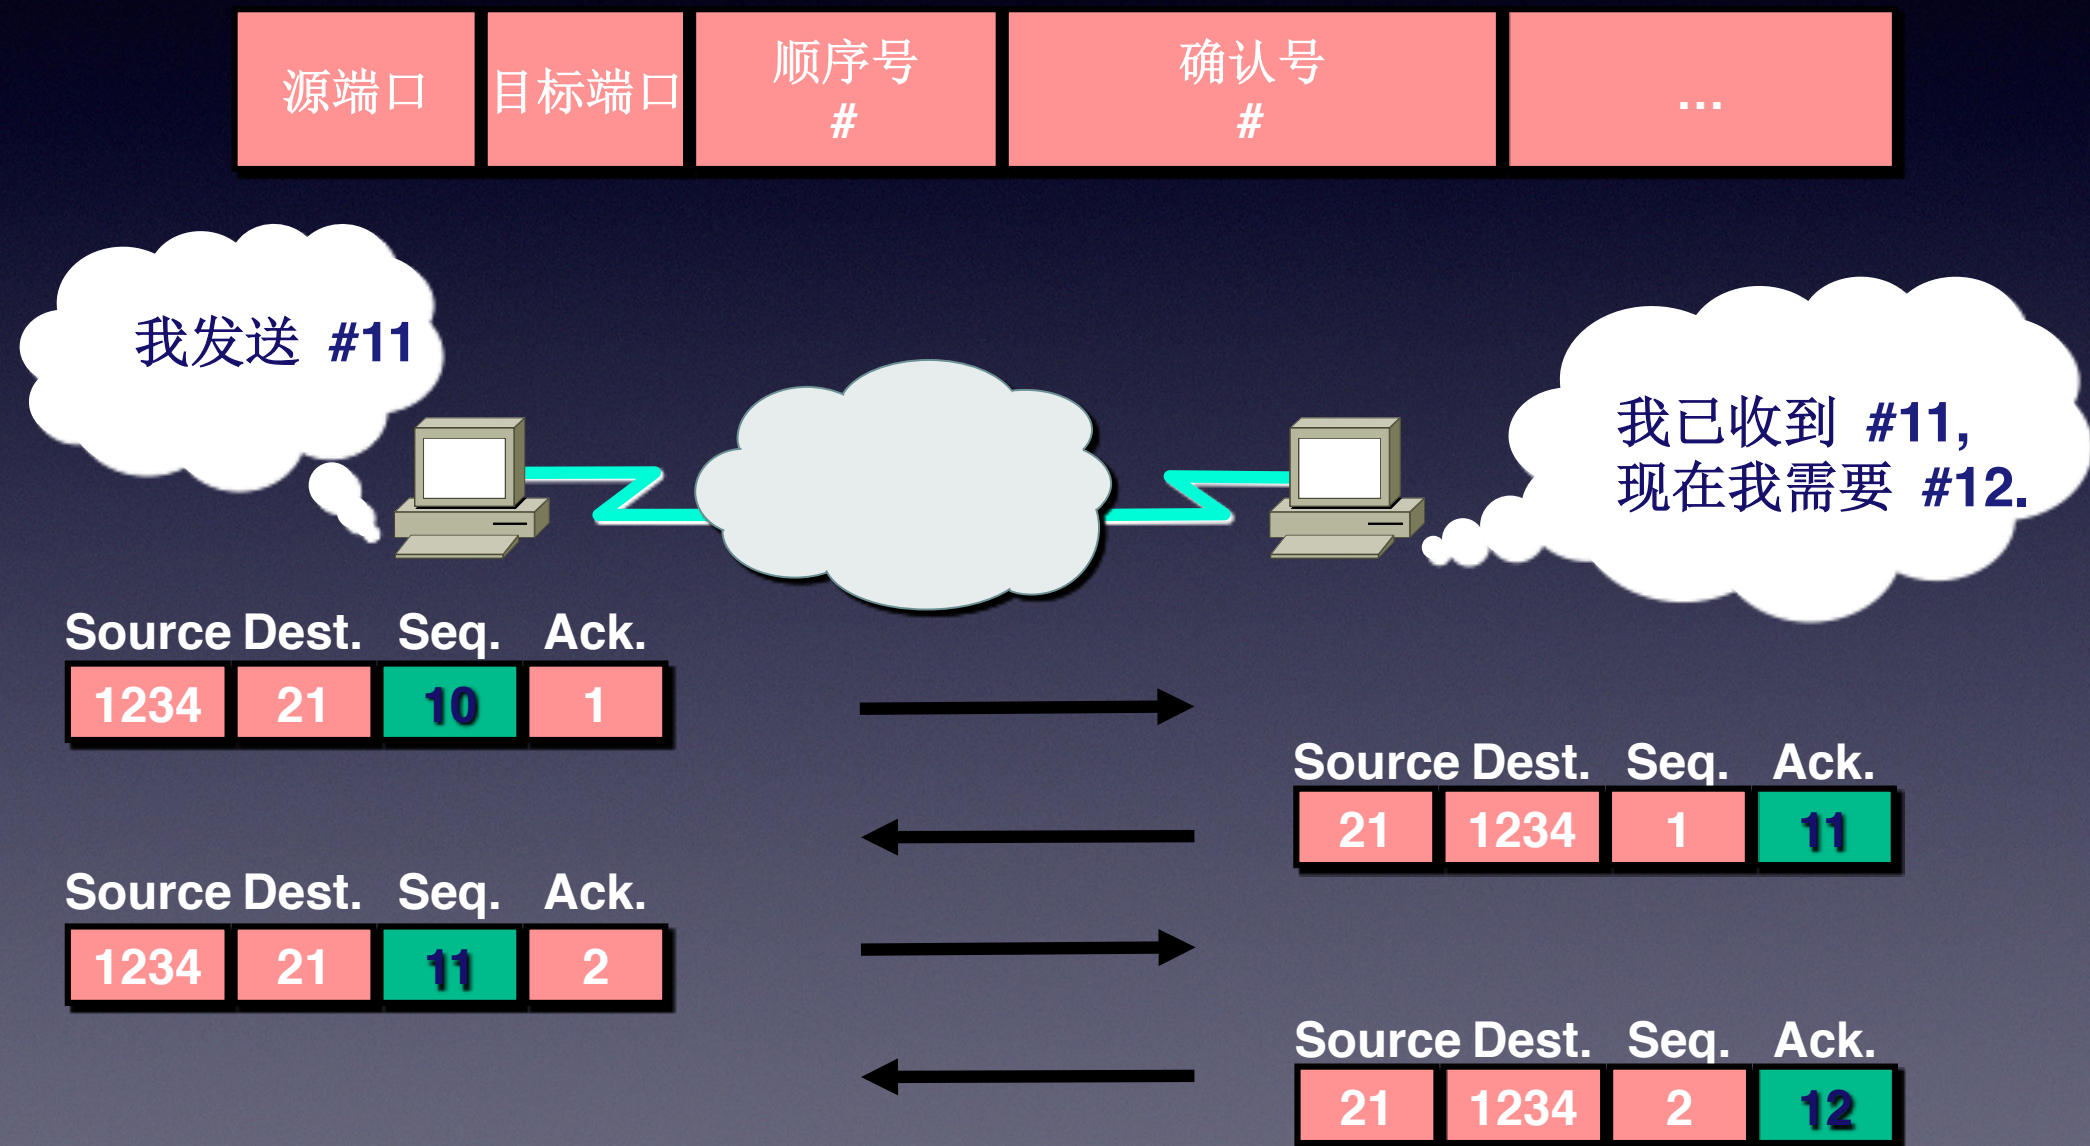 源端口 目标端口 顺序号 # 确认号 # ...
我发送 #11
我已收到 #11,
现在我需要 #12.
Source Dest. Seq. Ack.
1234 21 10 1
Source Dest. Seq. Ack.
21 1234 1 11
Source Dest. Seq. Ack.
1234 21 11 2
Source Dest. Seq. Ack.
21 1234 2 12